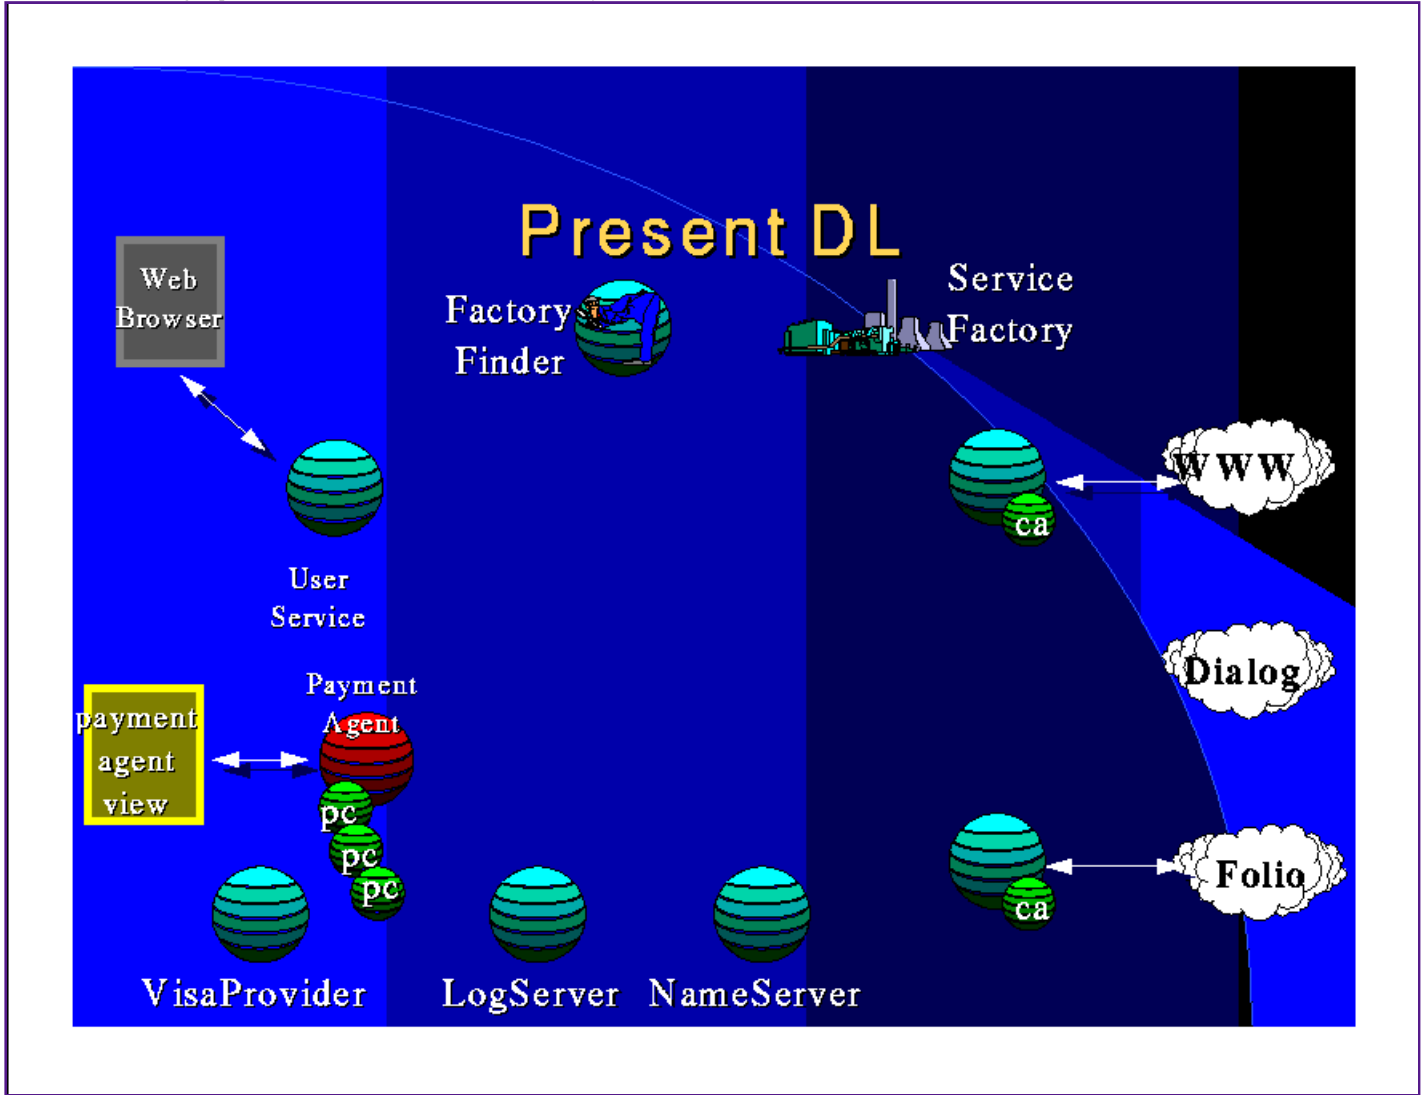 Present DL
Web
Browser
Factory
Finder
Service
Factory
WWW
ca
User
Service
Dialog
Payment
Agent
payment
agent
view
pc
pc
pc
Folio
ca
VisaProvider
LogServer
NameServer